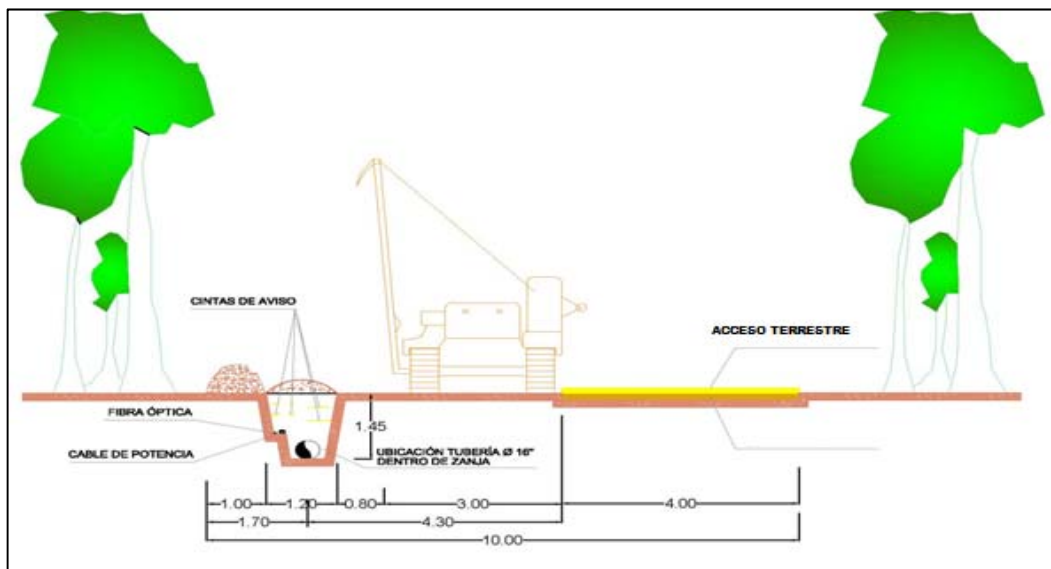 CINTAS DE AVISO
ACCESO TERRESTRE
FIBRA ÓPTICA
1.45
CABLE DE POTENCIA
UBICACIÓN TUBERÍA Ø 16"
DENTRO DE ZANJA
1.00 1.20 0.80 3.00 4.00
1.70 4.30
10.00